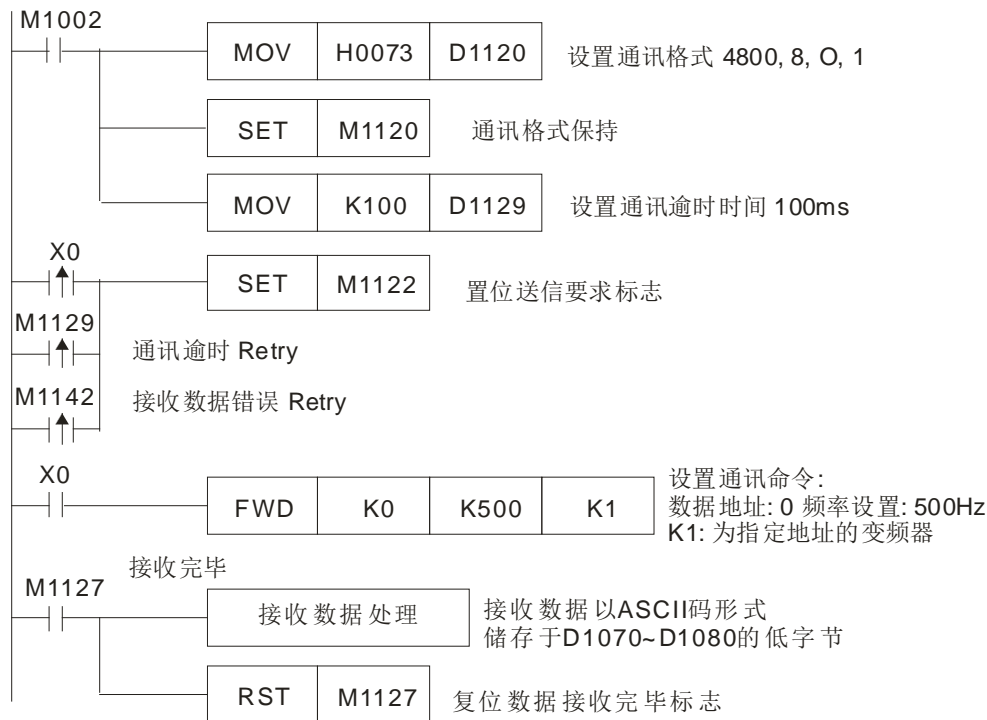 M1002
MOV H0073 D1120 设置通讯格式 4800, 8, O, 1
SET M1120 通讯格式保持
MOV K100 D1129 设置通讯逾时时间 100ms
X0
SET M1122 置位送信要求标志
M1129
通讯逾时 Retry
M1142 接收数据错误 Retry
X0
FWD K0 K500 K1
设置通讯命令:
数据地址: 0 频率设置: 500Hz
K1: 为指定地址的变频器
接收完毕
M1127
接收数据处理
接收数据以ASCII码形式
储存于D1070~D1080的低字节
RST M1127 复位数据接收完毕标志